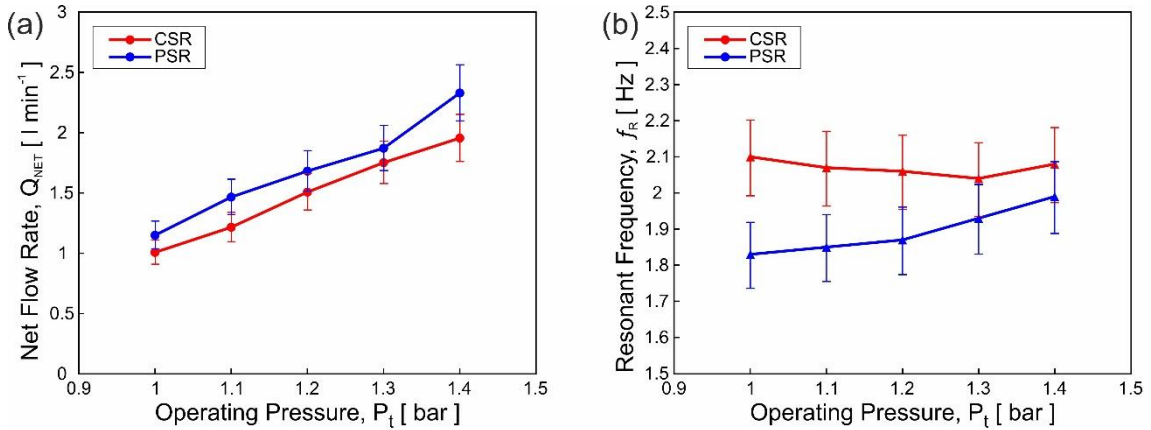 (a)
CSR
PSR
Net Flow Rate, Q_NET [ l min⁻¹ ]
3
2.5
2
1.5
1
0.5
0
0.9 1 1.1 1.2 1.3 1.4 1.5
Operating Pressure, P_t [ bar ]
(b)
CSR
PSR
Resonant Frequency, f_R [ Hz ]
2.5
2.4
2.3
2.2
2.1
2.0
1.9
1.8
1.7
1.6
1.5
0.9 1 1.1 1.2 1.3 1.4 1.5
Operating Pressure, P_t [ bar ]